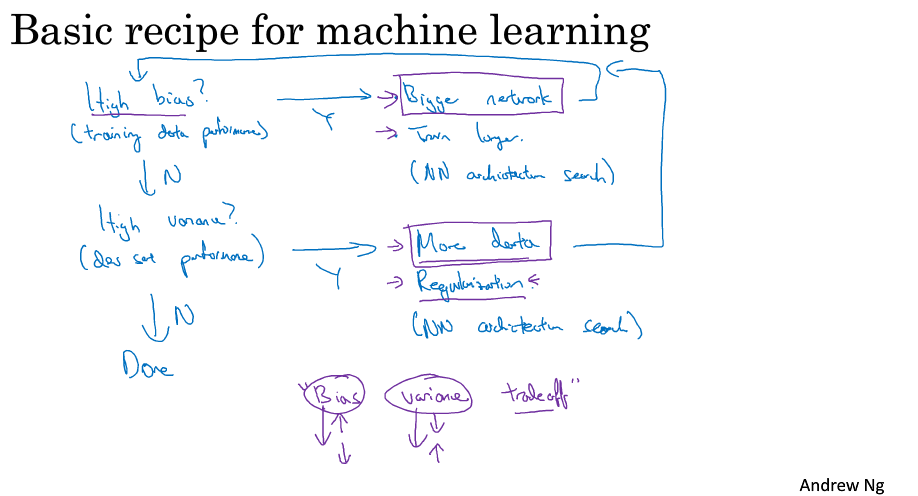 Basic recipe for machine learning
High bias?
(training data performance)
Y
Bigger network
Train longer.
(NN architecture search)
N
High variance?
(dev set performance)
Y
More data
Regularization
(NN architecture search)
N
Done
"Bias variance tradeoff"
Andrew Ng